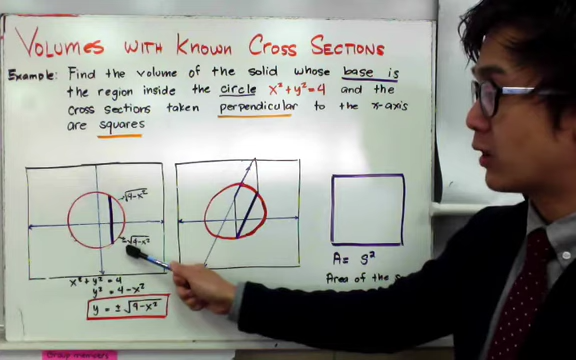 Volumes with Known Cross Sections
Example: Find the volume of the solid whose base is
the region inside the circle x²+y²=4 and the
cross sections taken perpendicular to the x-axis
are squares
√4-x²
±√4-x²
x²+y²=4
y²=4-x²
y=±√4-x²
A= s²
Area of the
Group members